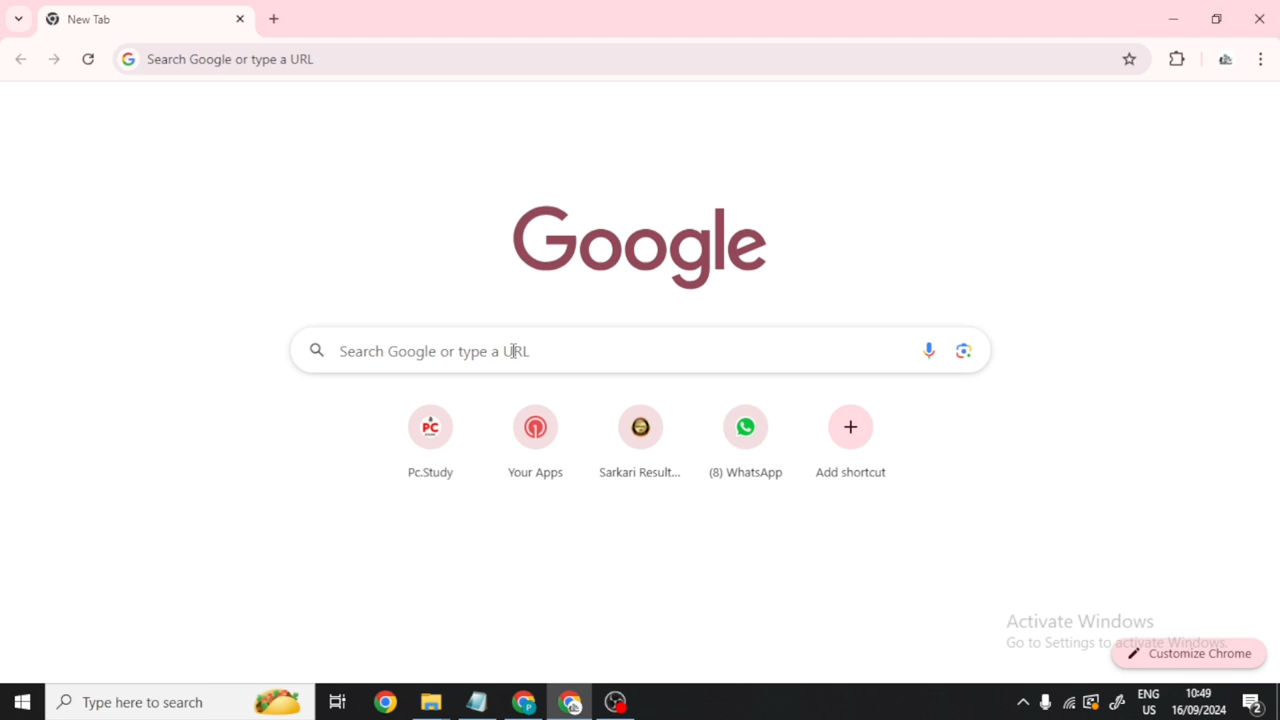 New Tab
Search Google or type a URL
Google
Search Google or type a URL
PC
Pc.Study
Your Apps
Sarkari Result...
(8) WhatsApp
Add shortcut
Activate Windows
Go to Settings to activate Windows.
Customize Chrome
Type here to search
P
ENG
US
10:49
16/09/2024
2